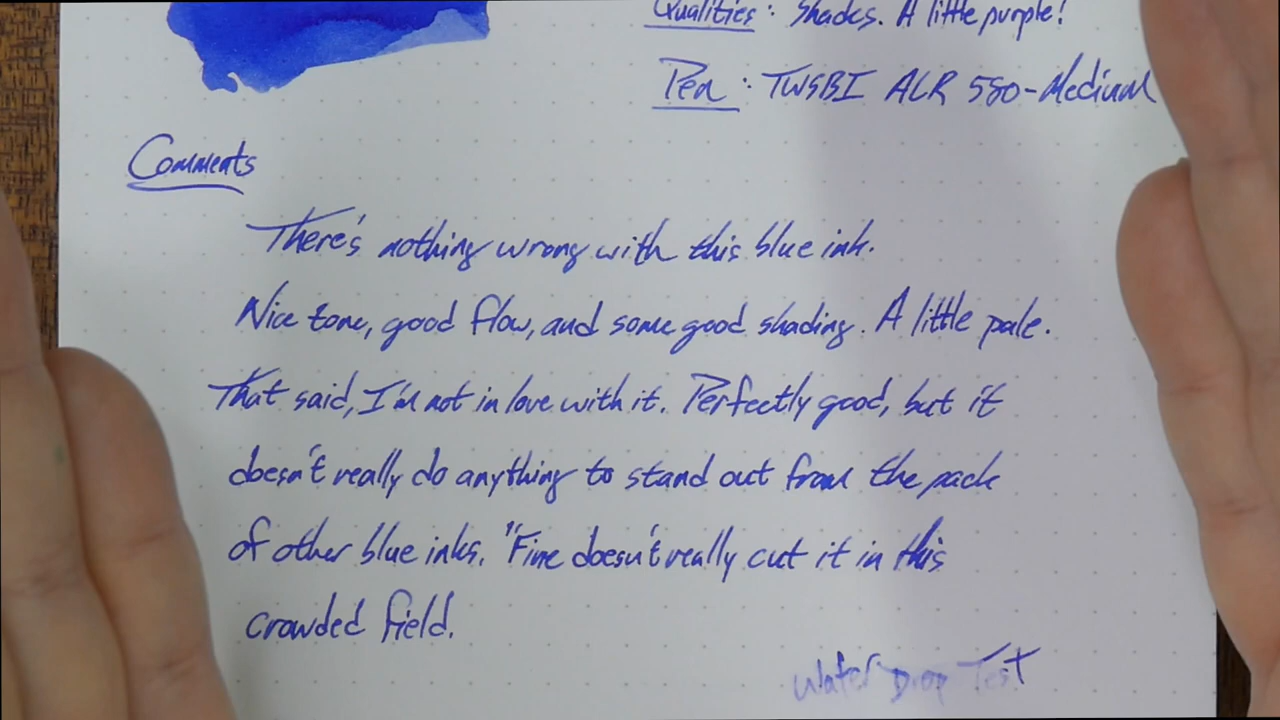 Qualities: Shades. A little purple!
Pen: TWSBI ALR 580-Medium
Comments
There's nothing wrong with this blue ink.
Nice tone, good flow, and some good shading. A little pale.
That said, I'm not in love with it. Perfectly good, but it
doesn't really do anything to stand out from the pack
of other blue inks. "Fine doesn't really cut it in this
crowded field.
Water Drop Test